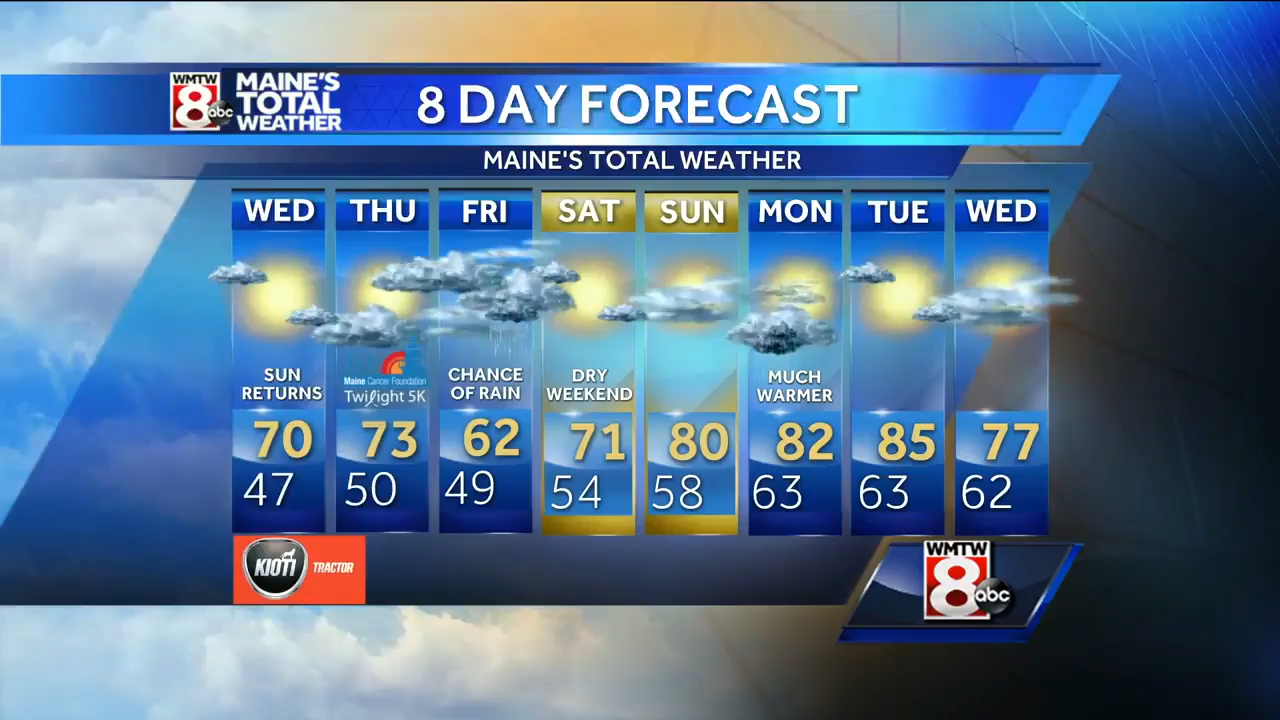 WMTW
8
abc
MAINE'S
TOTAL
WEATHER
8 DAY FORECAST
MAINE'S TOTAL WEATHER
WED THU FRI SAT SUN MON TUE WED
SUN
RETURNS
Maine Cancer Foundation
Twilight 5K
CHANCE
OF RAIN
DRY
WEEKEND
MUCH
WARMER
70 73 62 71 80 82 85 77
47 50 49 54 58 63 63 62
KIOTI TRACTOR
WMTW
8
abc